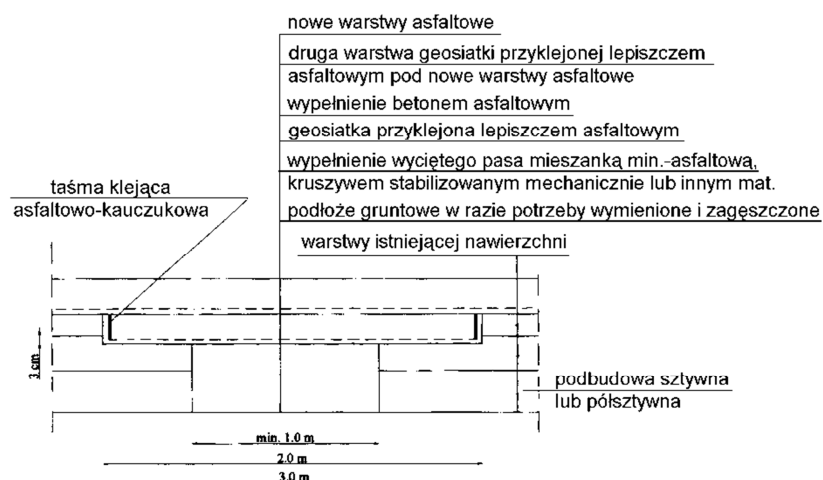 nowe warstwy asfaltowe
druga warstwa geosiatki przyklejonej lepiszczem
asfaltowym pod nowe warstwy asfaltowe
wypełnienie betonem asfaltowym
geosiatka przyklejona lepiszczem asfaltowym
wypełnienie wyciętego pasa mieszanką min.-asfaltową,
kruszywem stabilizowanym mechanicznie lub innym mat.
podłoże gruntowe w razie potrzeby wymienione i zagęszczone
warstwy istniejącej nawierzchni
taśma klejąca
asfaltowo-kauczukowa
3 cm
podbudowa sztywna
lub półsztywna
min. 1.0 m
2.0 m
3.0 m